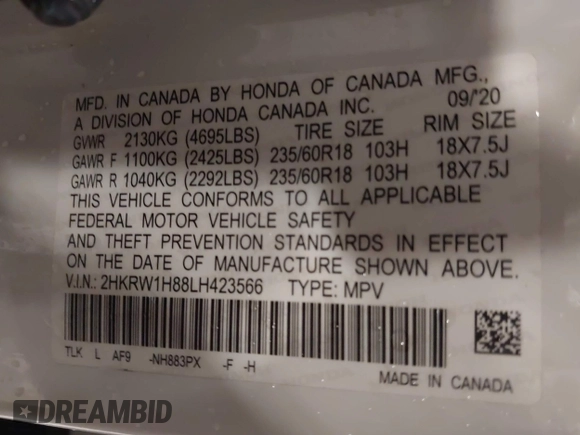 MFD. IN CANADA BY HONDA OF CANADA MFG.,
A DIVISION OF HONDA CANADA INC. 09/20
GVWR 2130KG (4695LBS) TIRE SIZE RIM SIZE
GAWR F 1100KG (2425LBS) 235/60R18 103H 18X7.5J
GAWR R 1040KG (2292LBS) 235/60R18 103H 18X7.5J
THIS VEHICLE CONFORMS TO ALL APPLICABLE
FEDERAL MOTOR VEHICLE SAFETY
AND THEFT PREVENTION STANDARDS IN EFFECT
ON THE DATE OF MANUFACTURE SHOWN ABOVE.
V.I.N.: 2HKRW1H88LH423566 TYPE: MPV
TLK L AF9 -NH883PX -F -H
MADE IN CANADA
DREAMBID